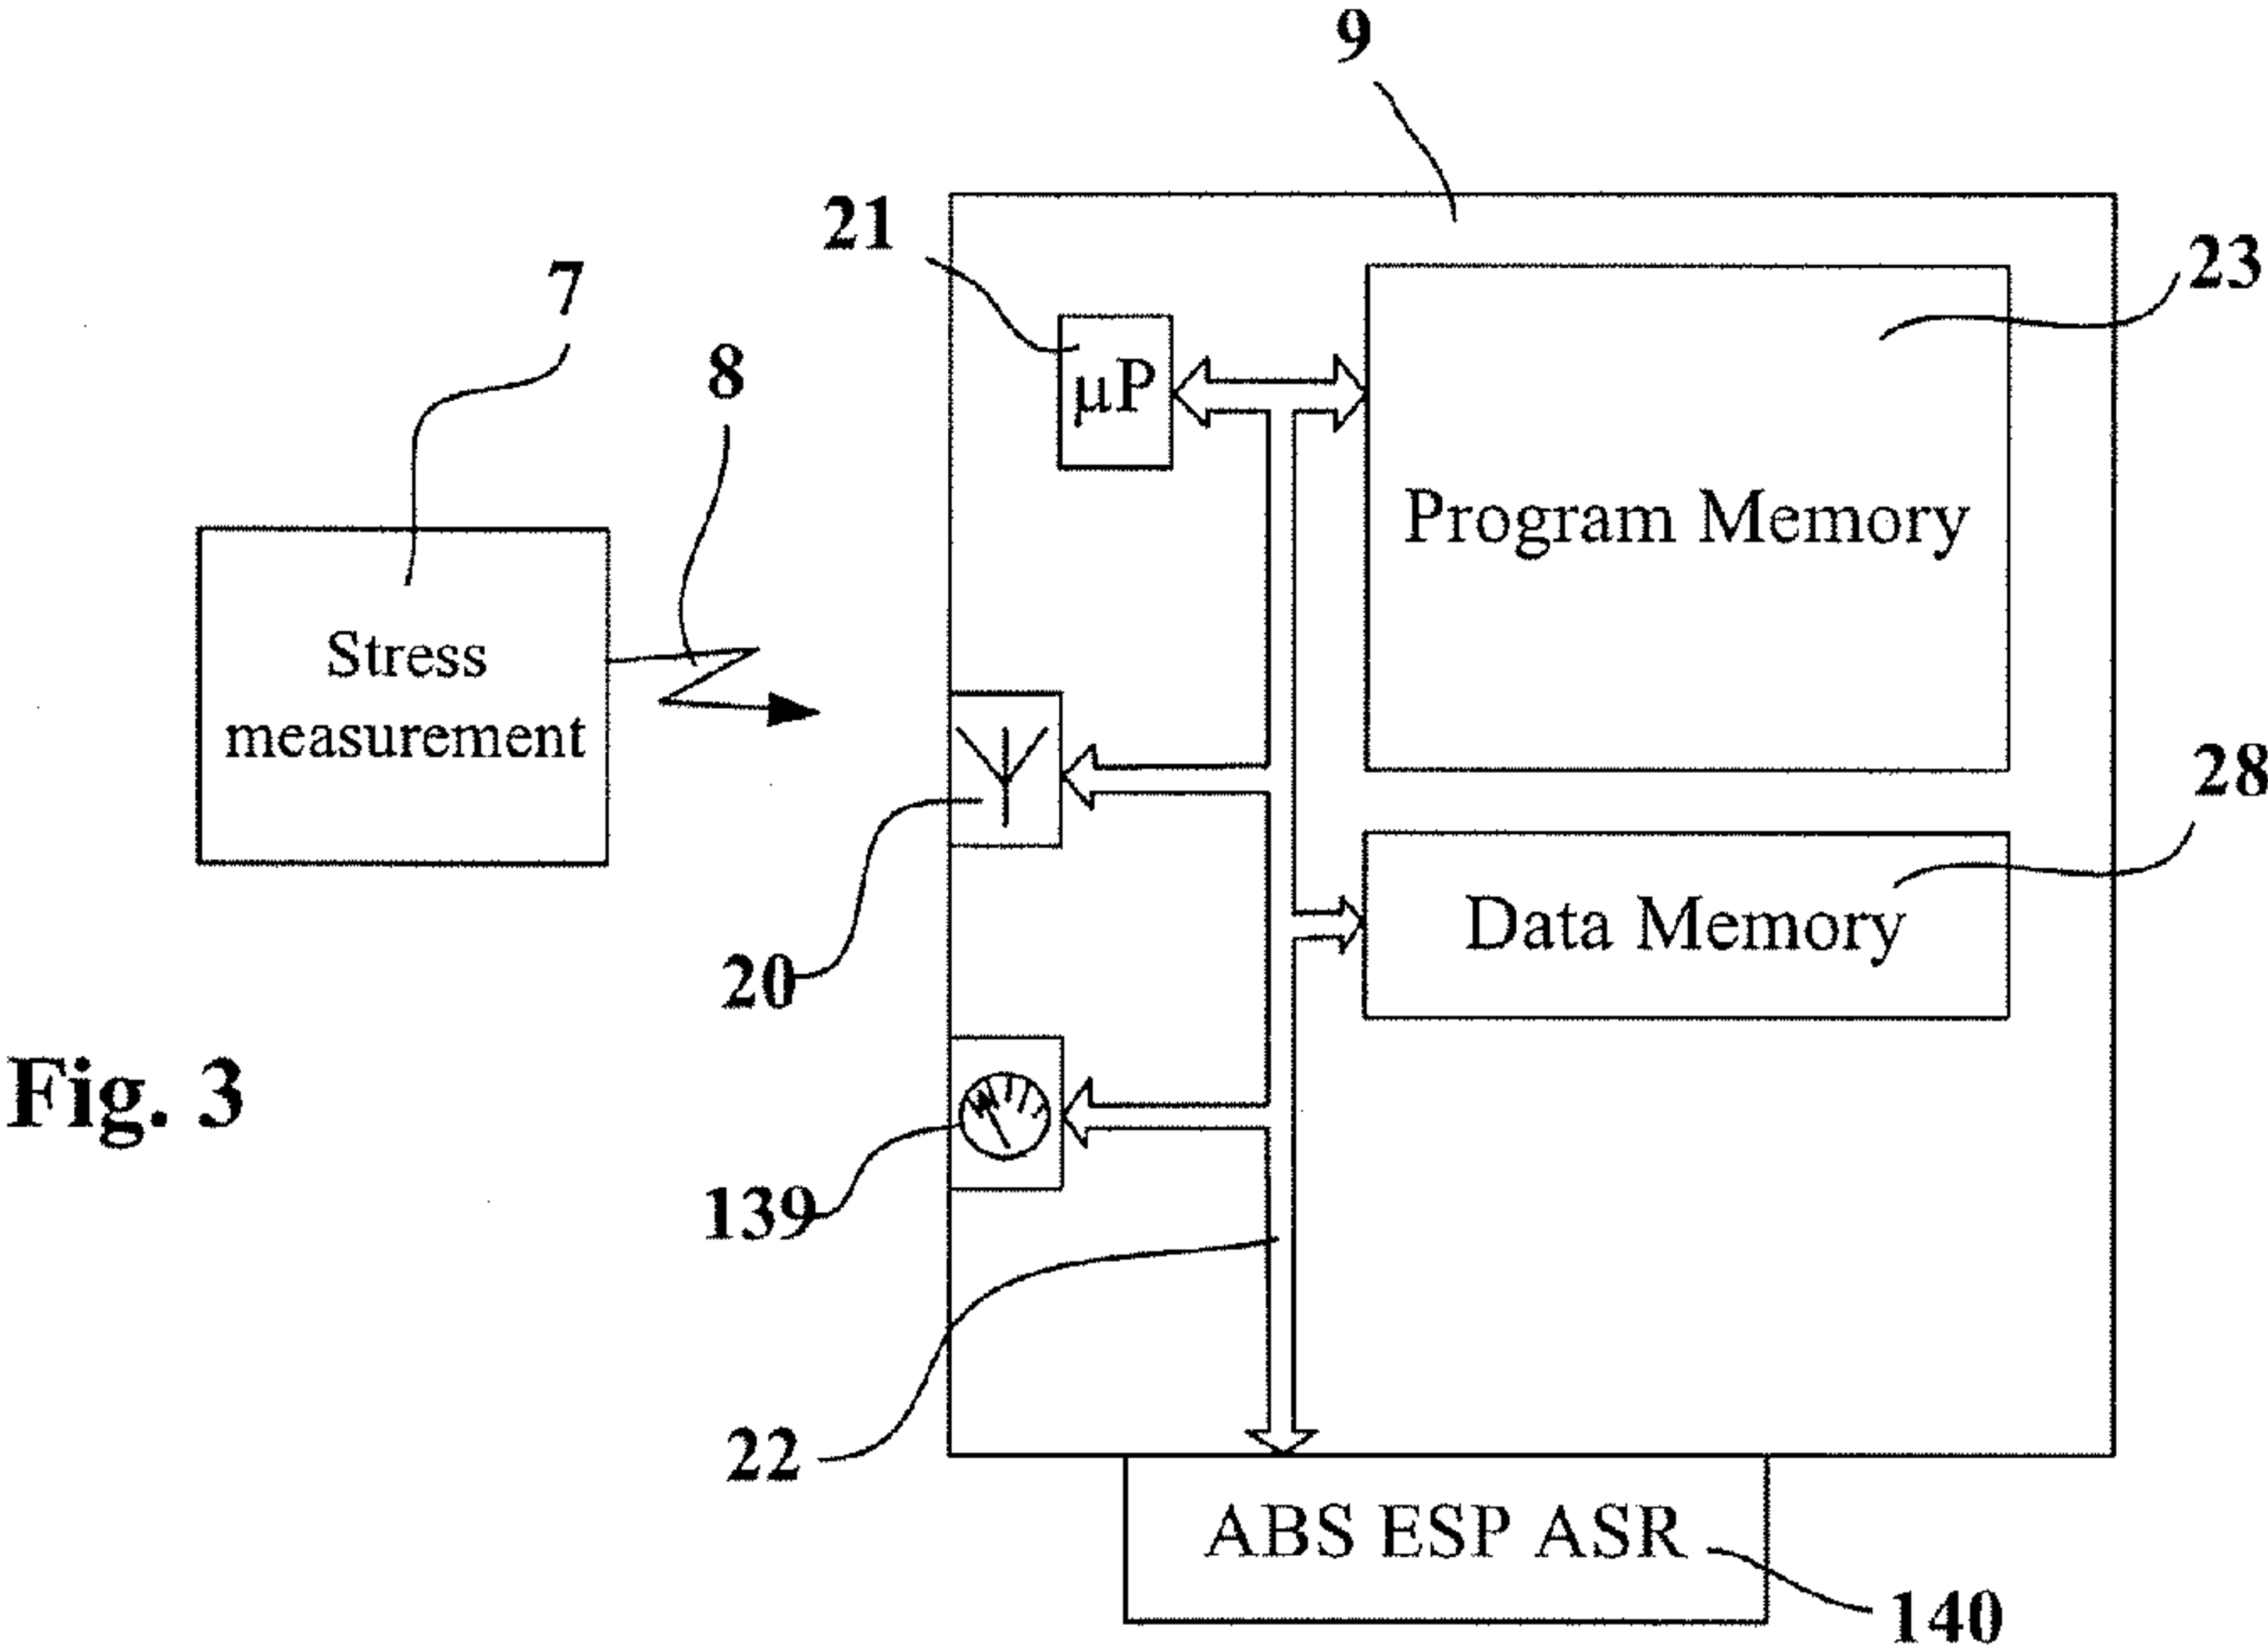 9
21
23
7
8
μP
Program Memory
Stress
measurement
28
Data Memory
20
Fig. 3
139
22
ABS ESP ASR
140